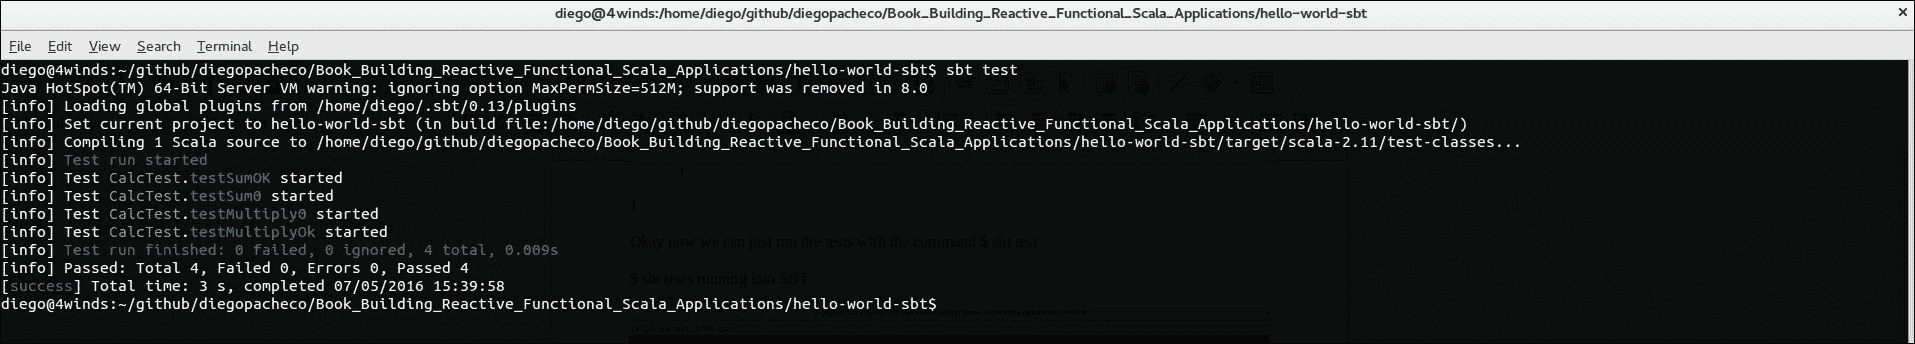 diego@4winds:/home/diego/github/diegopacheco/Book_Building_Reactive_Functional_Scala_Applications/hello-world-sbt ×
File Edit View Search Terminal Help
diego@4winds:~/github/diegopacheco/Book_Building_Reactive_Functional_Scala_Applications/hello-world-sbt$ sbt test
Java HotSpot(TM) 64-Bit Server VM warning: ignoring option MaxPermSize=512M; support was removed in 8.0
[info] Loading global plugins from /home/diego/.sbt/0.13/plugins
[info] Set current project to hello-world-sbt (in build file:/home/diego/github/diegopacheco/Book_Building_Reactive_Functional_Scala_Applications/hello-world-sbt/)
[info] Compiling 1 Scala source to /home/diego/github/diegopacheco/Book_Building_Reactive_Functional_Scala_Applications/hello-world-sbt/target/scala-2.11/test-classes...
[info] Test run started
[info] Test CalcTest.testSumOK started
[info] Test CalcTest.testSum0 started
[info] Test CalcTest.testMultiply0 started
[info] Test CalcTest.testMultiplyOk started
Okay now we can just run the tests with the command $ sbt test
[info] Test run finished: 0 failed, 0 ignored, 4 total, 0.009s
[info] Passed: Total 4, Failed 0, Errors 0, Passed 4
$ sbt tests running into SBT
[success] Total time: 3 s, completed 07/05/2016 15:39:58
diego@4winds:~/github/diegopacheco/Book_Building_Reactive_Functional_Scala_Applications/hello-world-sbt$